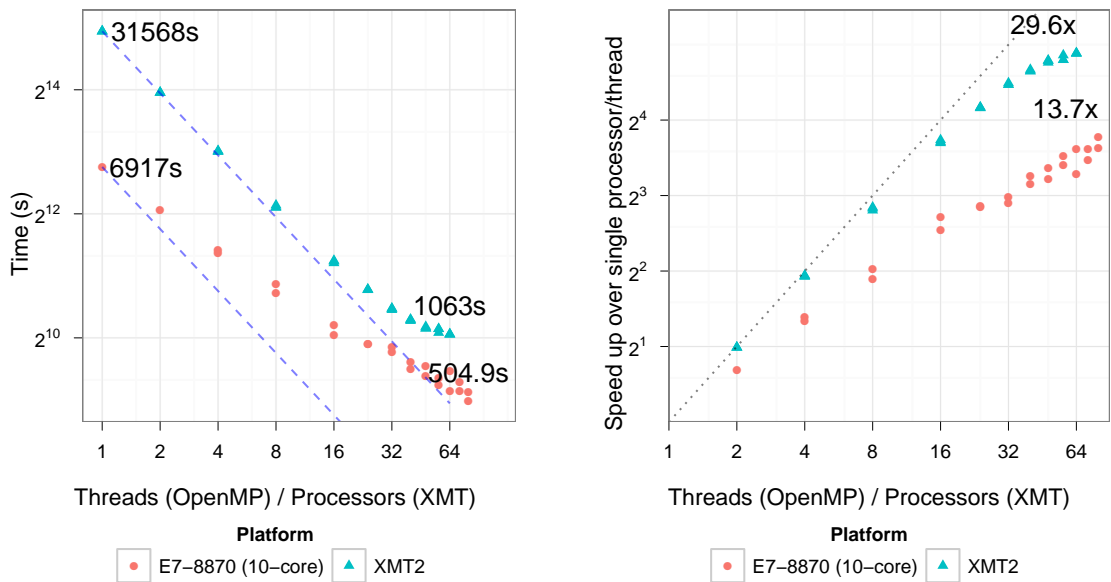 31568s
6917s
1063s
504.9s
2^14
2^12
2^10
Time (s)
1 2 4 8 16 32 64
Threads (OpenMP) / Processors (XMT)
Platform
E7−8870 (10−core) XMT2
29.6x
13.7x
2^4
2^3
2^2
2^1
Speed up over single processor/thread
1 2 4 8 16 32 64
Threads (OpenMP) / Processors (XMT)
Platform
E7−8870 (10−core) XMT2